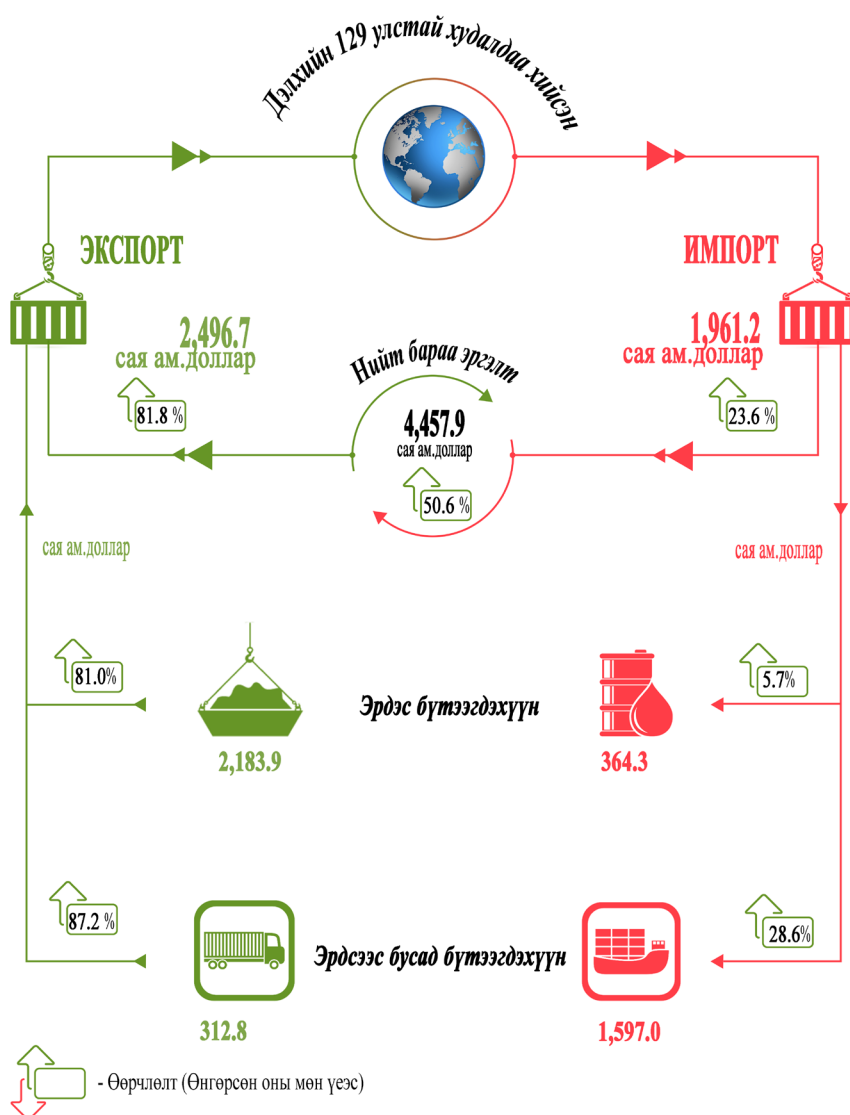 Дэлхийн 129 улстай худалдаа хийсэн
ЭКСПОРТ
ИМПОРТ
2,496.7
сая ам.доллар
81.8 %
1,961.2
сая ам.доллар
23.6 %
Нийт бараа эргэлт
4,457.9
сая ам.доллар
50.6 %
сая ам.доллар
сая ам.доллар
81.0%
Эрдэс бүтээгдэхүүн
5.7%
2,183.9
364.3
87.2 %
Эрдсээс бусад бүтээгдэхүүн
28.6%
312.8
1,597.0
- Өөрчлөлт (Өнгөрсөн оны мөн үеэс)